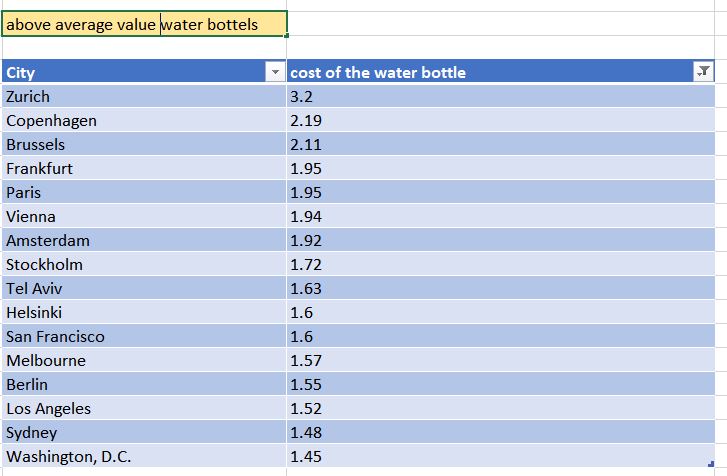 above average value water bottels
City cost of the water bottle
Zurich 3.2
Copenhagen 2.19
Brussels 2.11
Frankfurt 1.95
Paris 1.95
Vienna 1.94
Amsterdam 1.92
Stockholm 1.72
Tel Aviv 1.63
Helsinki 1.6
San Francisco 1.6
Melbourne 1.57
Berlin 1.55
Los Angeles 1.52
Sydney 1.48
Washington, D.C. 1.45